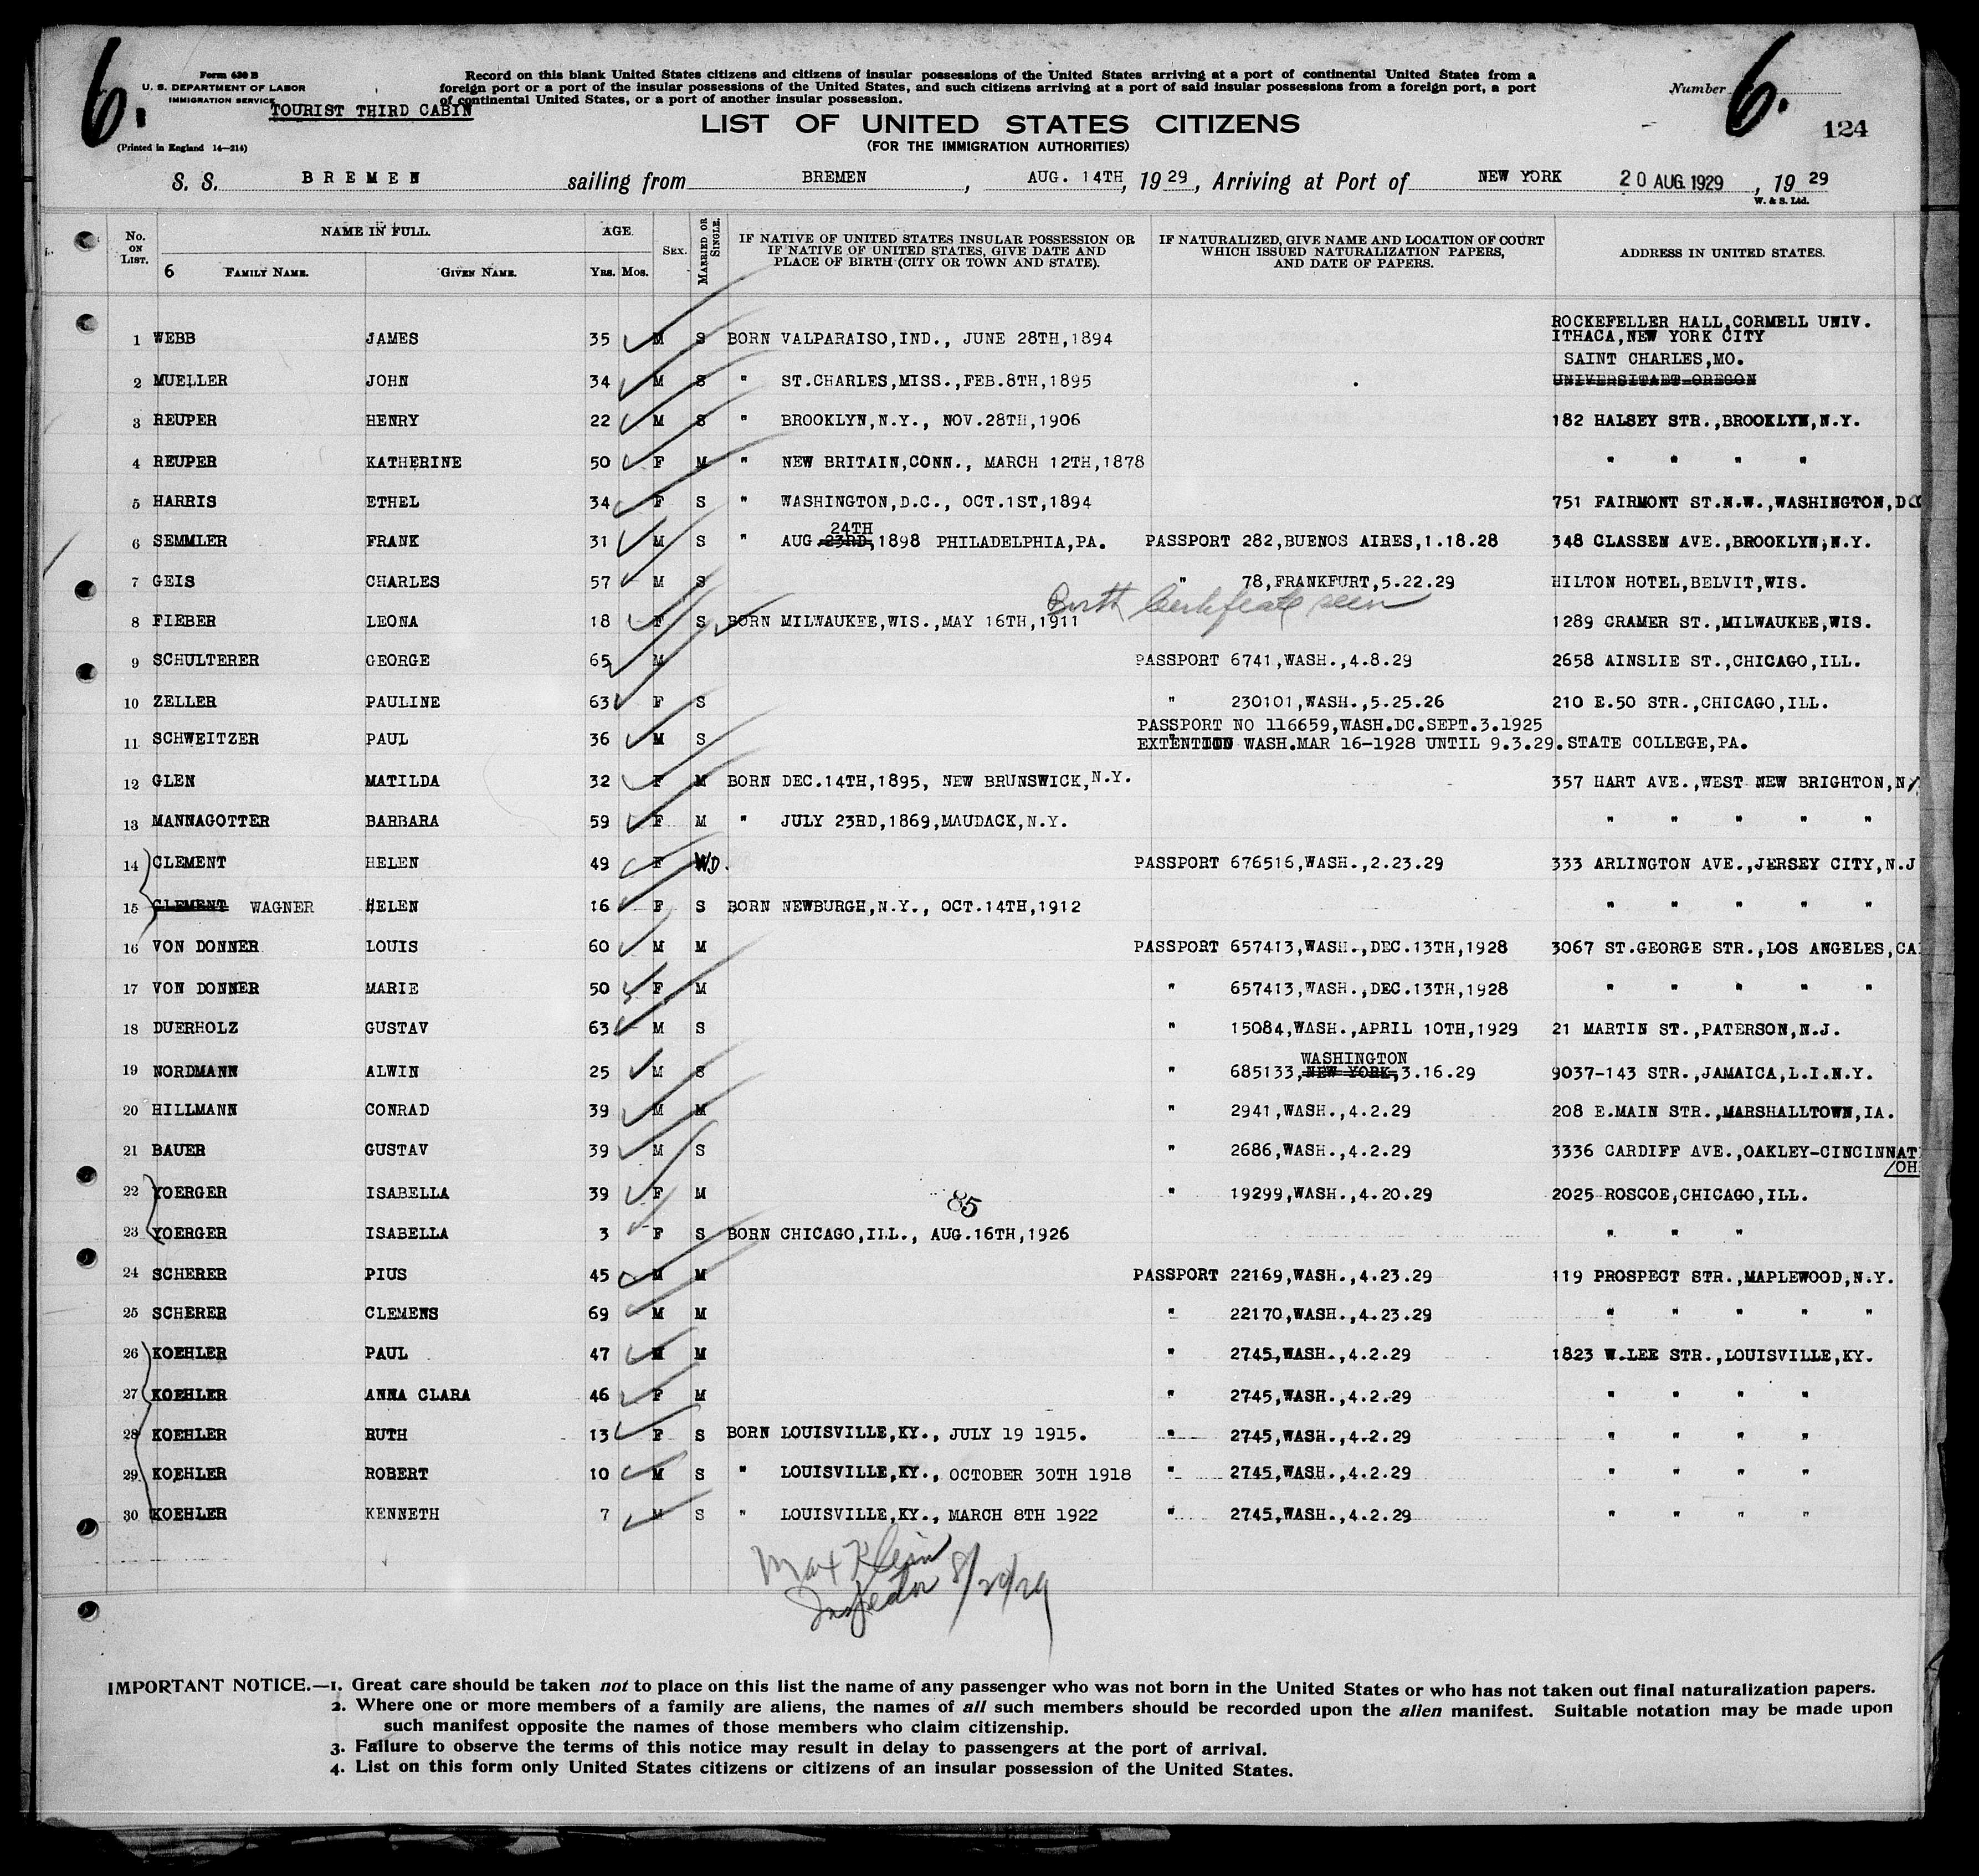 6. Form 630 B
U. S. DEPARTMENT OF LABOR
IMMIGRATION SERVICE
TOURIST THIRD CABIN
(Printed in England 14—214)
Record on this blank United States citizens and citizens of insular possessions of the United States arriving at a port of continental United States from a
foreign port or a port of the insular possessions of the United States, and such citizens arriving at a port of said insular possessions from a foreign port, a port
of continental United States, or a port of another insular possession.
Number 6.
124
LIST OF UNITED STATES CITIZENS
(FOR THE IMMIGRATION AUTHORITIES)
S. S. BREMEN sailing from BREMEN, AUG. 14TH, 1929, Arriving at Port of NEW YORK 20 AUG. 1929, 1929
W. & S. Ltd.
No. ON LIST. NAME IN FULL. AGE. SEX. MARRIED OR SINGLE. IF NATIVE OF UNITED STATES INSULAR POSSESSION OR IF NATIVE OF UNITED STATES, GIVE DATE AND PLACE OF BIRTH (CITY OR TOWN AND STATE). IF NATURALIZED, GIVE NAME AND LOCATION OF COURT WHICH ISSUED NATURALIZATION PAPERS, AND DATE OF PAPERS. ADDRESS IN UNITED STATES.
6 FAMILY NAME. GIVEN NAME. YRS. MOS.
1 WEBB JAMES 35 M S BORN VALPARAISO,IND., JUNE 28TH,1894 ROCKEFELLER HALL,CORMELL UNIV. ITHACA,NEW YORK CITY
2 MUELLER JOHN 34 M S " ST.CHARLES,MISS.,FEB.8TH,1895 SAINT CHARLES,MO. UNIVERSITAET OREGON
3 REUPER HENRY 22 M S " BROOKLYN,N.Y., NOV.28TH,1906 182 HALSEY STR.,BROOKLYN,N.Y.
4 REUPER KATHERINE 50 F M " NEW BRITAIN,CONN., MARCH 12TH,1878 " " " "
5 HARRIS ETHEL 34 F S " WASHINGTON,D.C., OCT.1ST,1894 751 FAIRMONT ST.N.W.,WASHINGTON,DC
6 SEMMLER FRANK 31 M S " AUG 23RD 24TH,1898 PHILADELPHIA,PA. PASSPORT 282,BUENOS AIRES,1.18.28 348 CLASSEN AVE.,BROOKLYN,N.Y.
7 GEIS CHARLES 57 M S " 78,FRANKFURT,5.22.29 HILTON HOTEL,BELVIT,WIS.
Birth Certificate seen
8 FIEBER LEONA 18 F S BORN MILWAUKEE,WIS.,MAY 16TH,1911 1289 CRAMER ST.,MILWAUKEE,WIS.
9 SCHULTERER GEORGE 65 M PASSPORT 6741,WASH.,4.8.29 2658 AINSLIE ST.,CHICAGO,ILL.
10 ZELLER PAULINE 63 F S " 230101,WASH.,5.25.26 210 E.50 STR.,CHICAGO,ILL.
11 SCHWEITZER PAUL 36 M S PASSPORT NO 116659,WASH.DC.SEPT.3.1925 EXTENTION WASH.MAR 16-1928 UNTIL 9.3.29. STATE COLLEGE,PA.
12 GLEN MATILDA 32 F M BORN DEC.14TH,1895, NEW BRUNSWICK,N.Y. 357 HART AVE.,WEST NEW BRIGHTON,N
13 MANNAGOTTER BARBARA 59 F M " JULY 23RD,1869,MAUDACK,N.Y. " " " " "
14 CLEMENT HELEN 49 F WD. PASSPORT 676516,WASH.,2.23.29 333 ARLINGTON AVE.,JERSEY CITY,N.J
15 CLEMENT WAGNER HELEN 16 F S BORN NEWBURGH,N.Y., OCT.14TH,1912 " " " " "
16 VON DONNER LOUIS 60 M M PASSPORT 657413,WASH.,DEC.13TH,1928 3067 ST.GEORGE STR.,LOS ANGELES,CA
17 VON DONNER MARIE 50 F M " 657413,WASH.,DEC.13TH,1928 " " " " "
18 DUERHOLZ GUSTAV 63 M S " 15084,WASH.,APRIL 10TH,1929 21 MARTIN ST.,PATERSON,N.J.
19 NORDMANN ALWIN 25 M S " 685133,NEW YORK, WASHINGTON 3.16.29 9037-143 STR.,JAMAICA,L.I.N.Y.
20 HILLMANN CONRAD 39 M M " 2941,WASH.,4.2.29 208 E.MAIN STR.,MARSHALLTOWN,IA.
21 BAUER GUSTAV 39 M S " 2686,WASH.,4.2.29 3336 CARDIFF AVE.,OAKLEY-CINCINNAT OH
22 YOERGER ISABELLA 39 F M " 19299,WASH.,4.20.29 2025 ROSCOE,CHICAGO,ILL.
85
23 YOERGER ISABELLA 3 F S BORN CHICAGO,ILL., AUG.16TH,1926 " " "
24 SCHERER PIUS 45 M M PASSPORT 22169,WASH.,4.23.29 119 PROSPECT STR.,MAPLEWOOD,N.Y.
25 SCHERER CLEMENS 69 M M " 22170,WASH.,4.23.29 " " " " "
26 KOEHLER PAUL 47 M M " 2745,WASH.,4.2.29 1823 W.LEE STR.,LOUISVILLE,KY.
27 KOEHLER ANNA CLARA 46 F M " 2745,WASH.,4.2.29 " " " "
28 KOEHLER RUTH 13 F S BORN LOUISVILLE,KY., JULY 19 1915. " 2745,WASH.,4.2.29 " " " "
29 KOEHLER ROBERT 10 M S " LOUISVILLE,KY., OCTOBER 30TH 1918 " 2745,WASH.,4.2.29 " " " "
30 KOEHLER KENNETH 7 M S " LOUISVILLE,KY., MARCH 8TH 1922 " 2745,WASH.,4.2.29 " " " "
Max Klein
Inspector 8/20/29
IMPORTANT NOTICE.—1. Great care should be taken not to place on this list the name of any passenger who was not born in the United States or who has not taken out final naturalization papers.
2. Where one or more members of a family are aliens, the names of all such members should be recorded upon the alien manifest. Suitable notation may be made upon
such manifest opposite the names of those members who claim citizenship.
3. Failure to observe the terms of this notice may result in delay to passengers at the port of arrival.
4. List on this form only United States citizens or citizens of an insular possession of the United States.